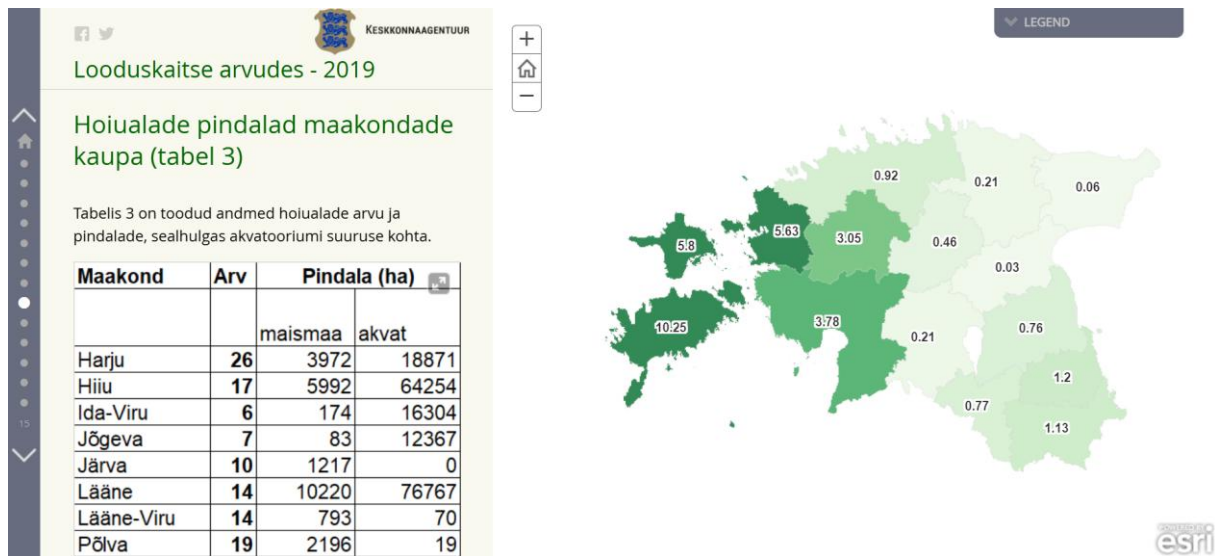 KESKKONNAAGENTUUR
Looduskaitse arvudes - 2019
Hoiualade pindalad maakondade
kaupa (tabel 3)
Tabelis 3 on toodud andmed hoiualade arvu ja
pindalade, sealhulgas akvatooriumi suuruse kohta.
Maakond Arv Pindala (ha)
maismaa akvat
Harju 26 3972 18871
Hiiu 17 5992 64254
Ida-Viru 6 174 16304
Jõgeva 7 83 12367
Järva 10 1217 0
Lääne 14 10220 76767
Lääne-Viru 14 793 70
Põlva 19 2196 19
15
LEGEND
0.92
0.21
0.06
5.8
5.63
3.05
0.46
0.03
10.25
3.78
0.21
0.76
1.2
0.77
1.13
POWERED BY
esri